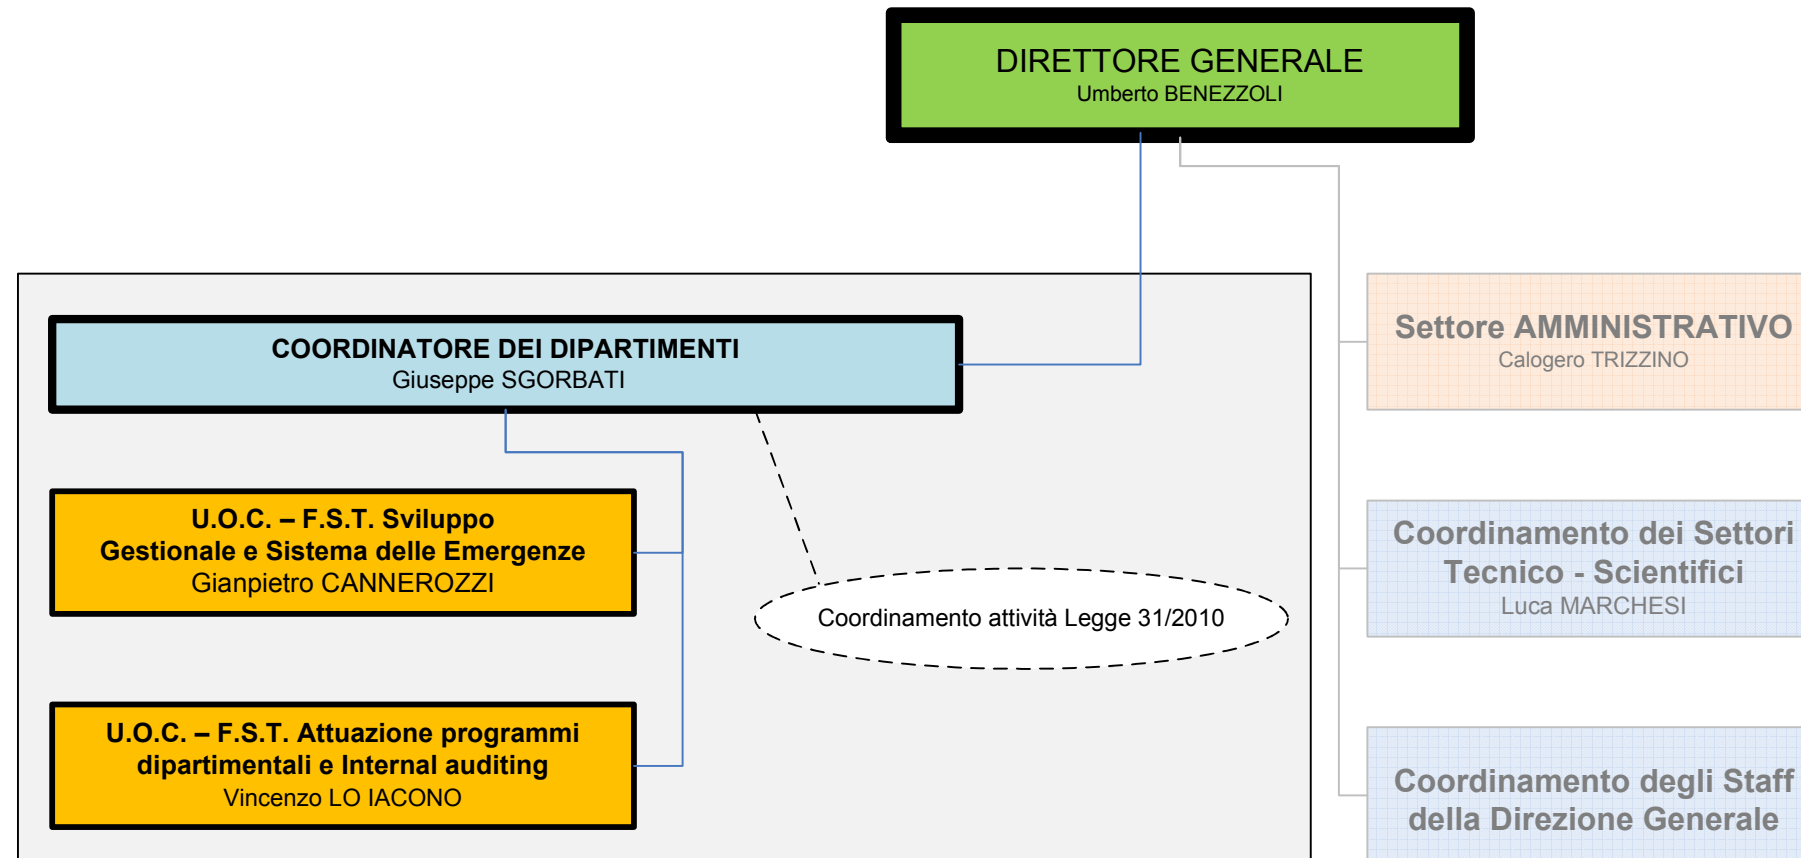 DIRETTORE GENERALE
Umberto BENEZZOLI
COORDINATORE DEI DIPARTIMENTI
Giuseppe SGORBATI
U.O.C. – F.S.T. Sviluppo
Gestionale e Sistema delle Emergenze
Gianpietro CANNEROZZI
Coordinamento attività Legge 31/2010
U.O.C. – F.S.T. Attuazione programmi
dipartimentali e Internal auditing
Vincenzo LO IACONO
Settore AMMINISTRATIVO
Calogero TRIZZINO
Coordinamento dei Settori
Tecnico - Scientifici
Luca MARCHESI
Coordinamento degli Staff
della Direzione Generale